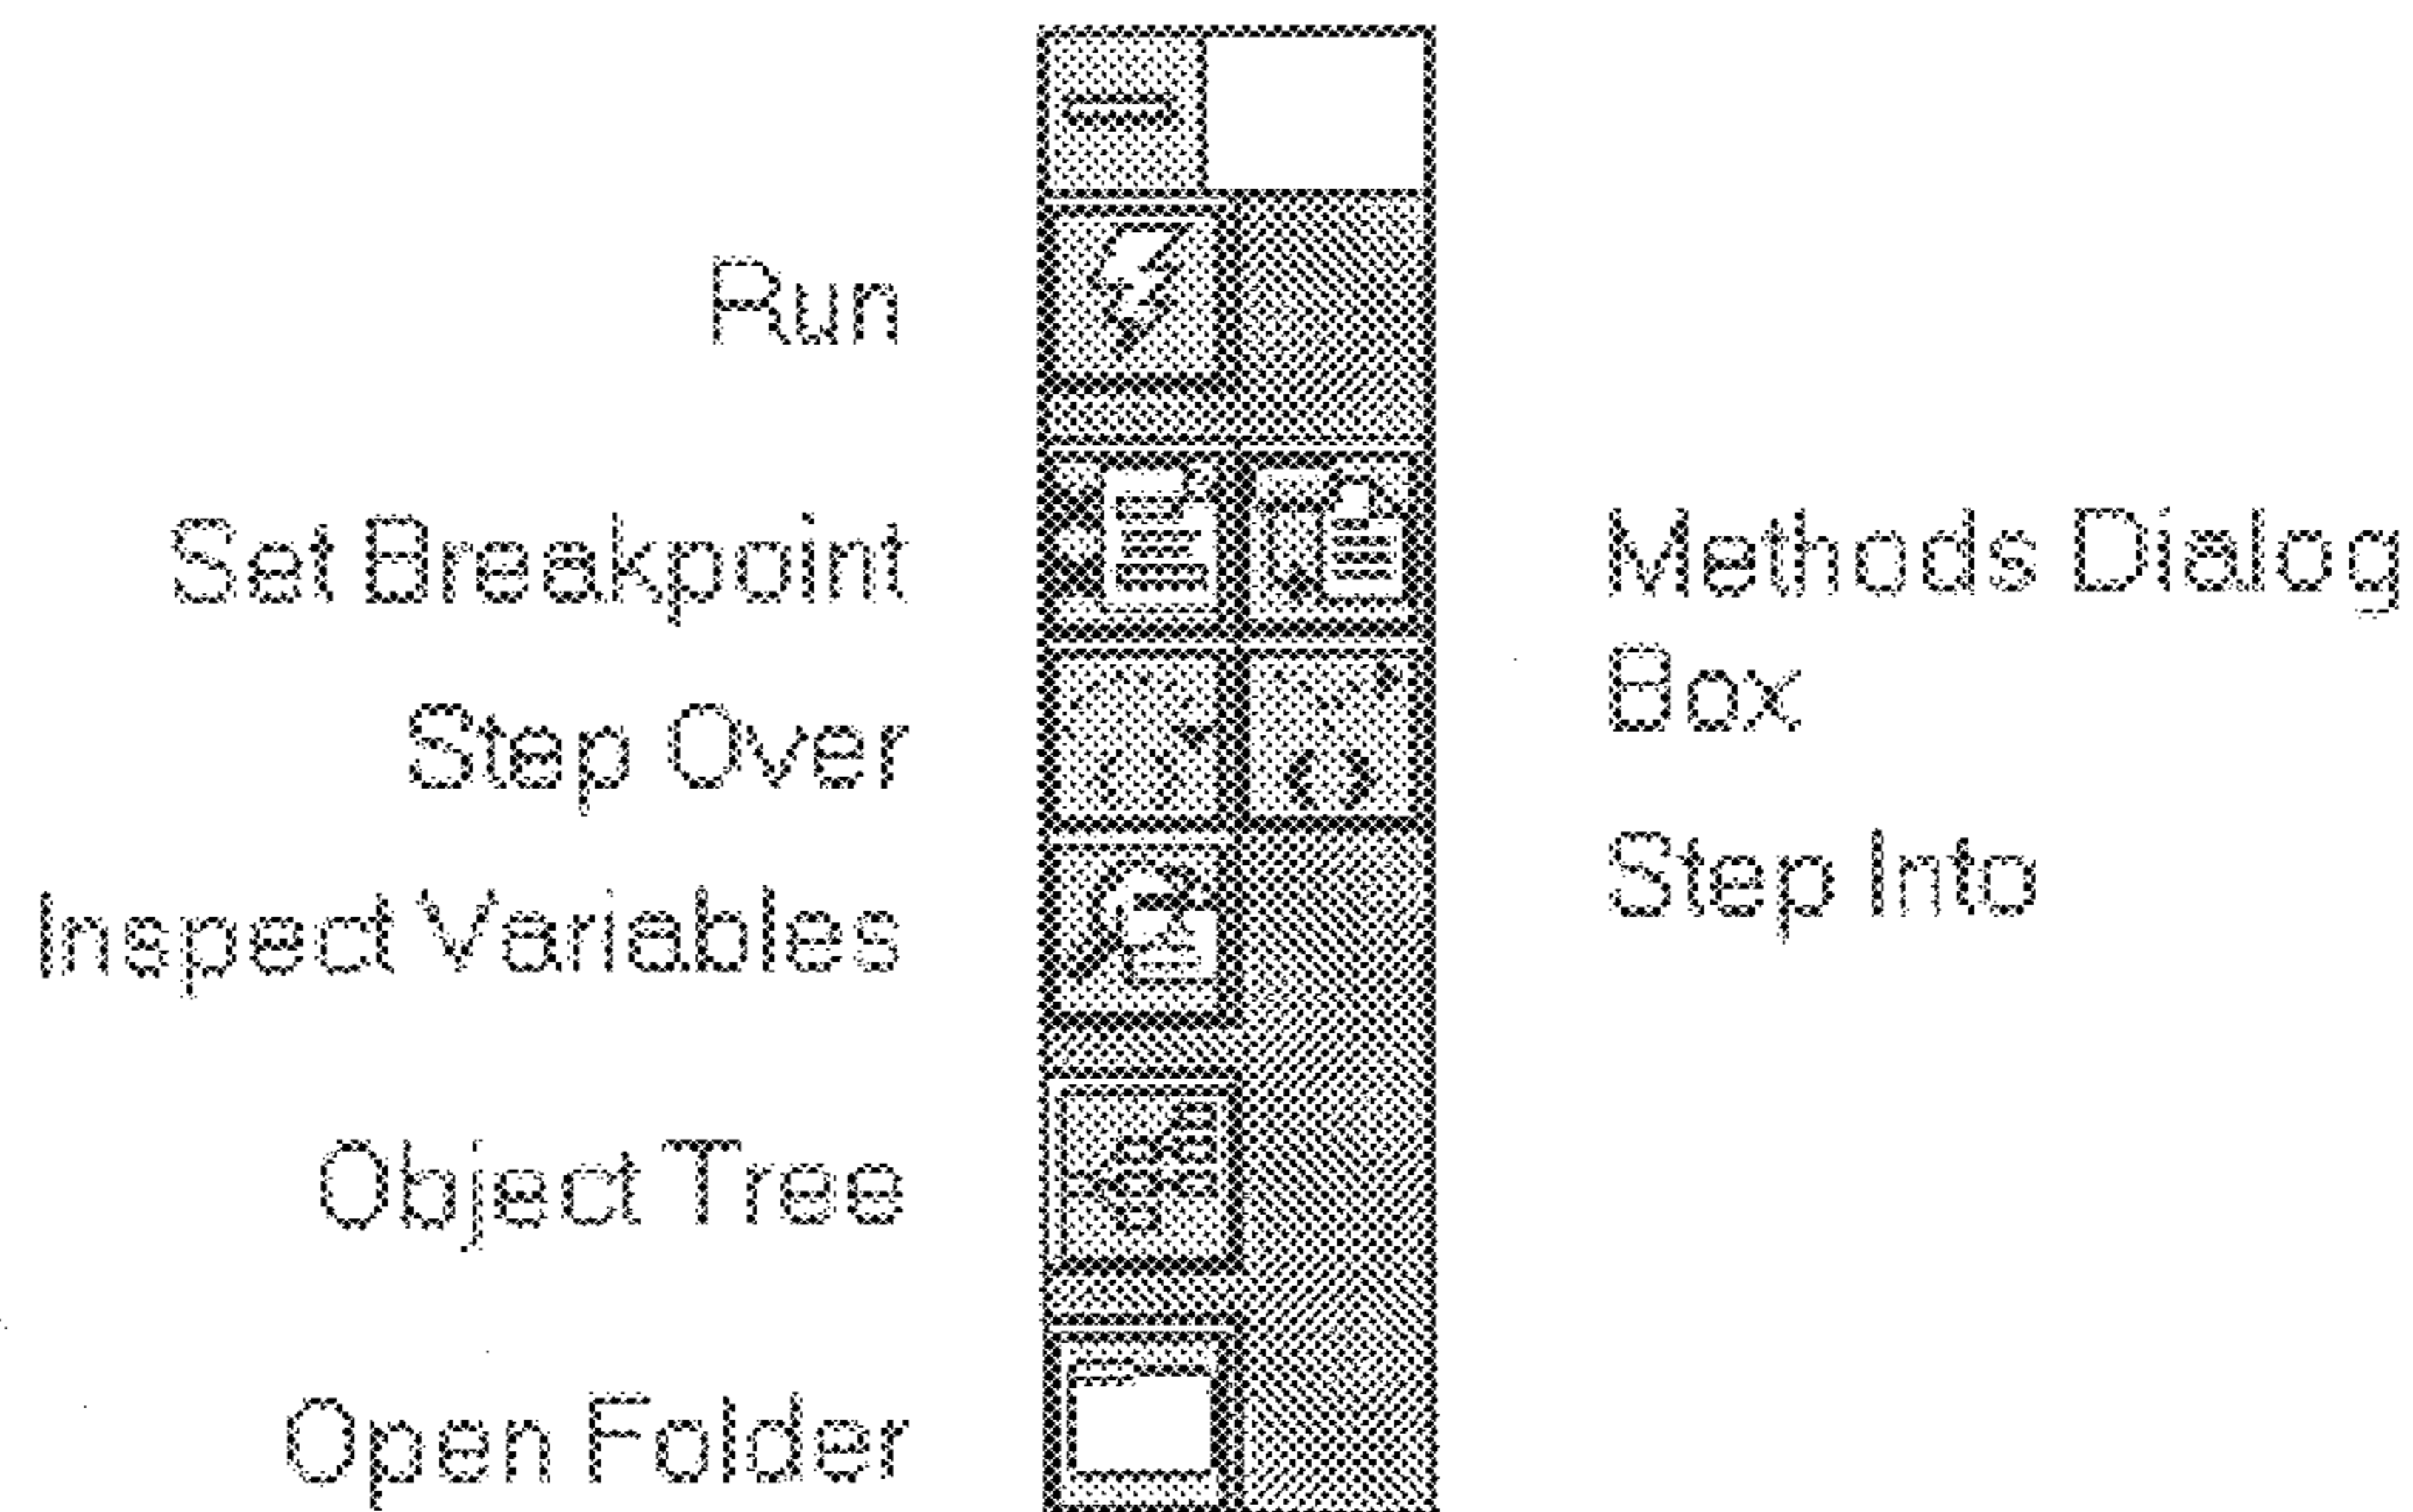 Run
Set Breakpoint
Methods Dialog
Box
Step Over
Step Into
Inspect Variables
Object Tree
Open Folder